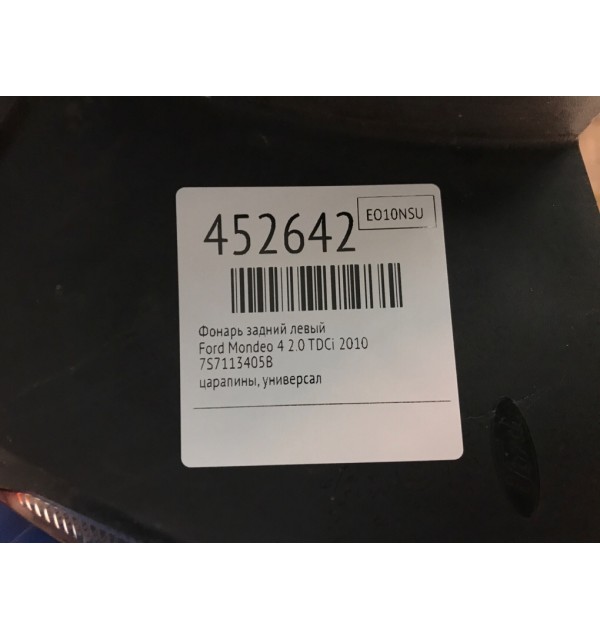 452642
EO10NSU
Фонарь задний левый
Ford Mondeo 4 2.0 TDCi 2010
7S7113405B
царапины, универсал